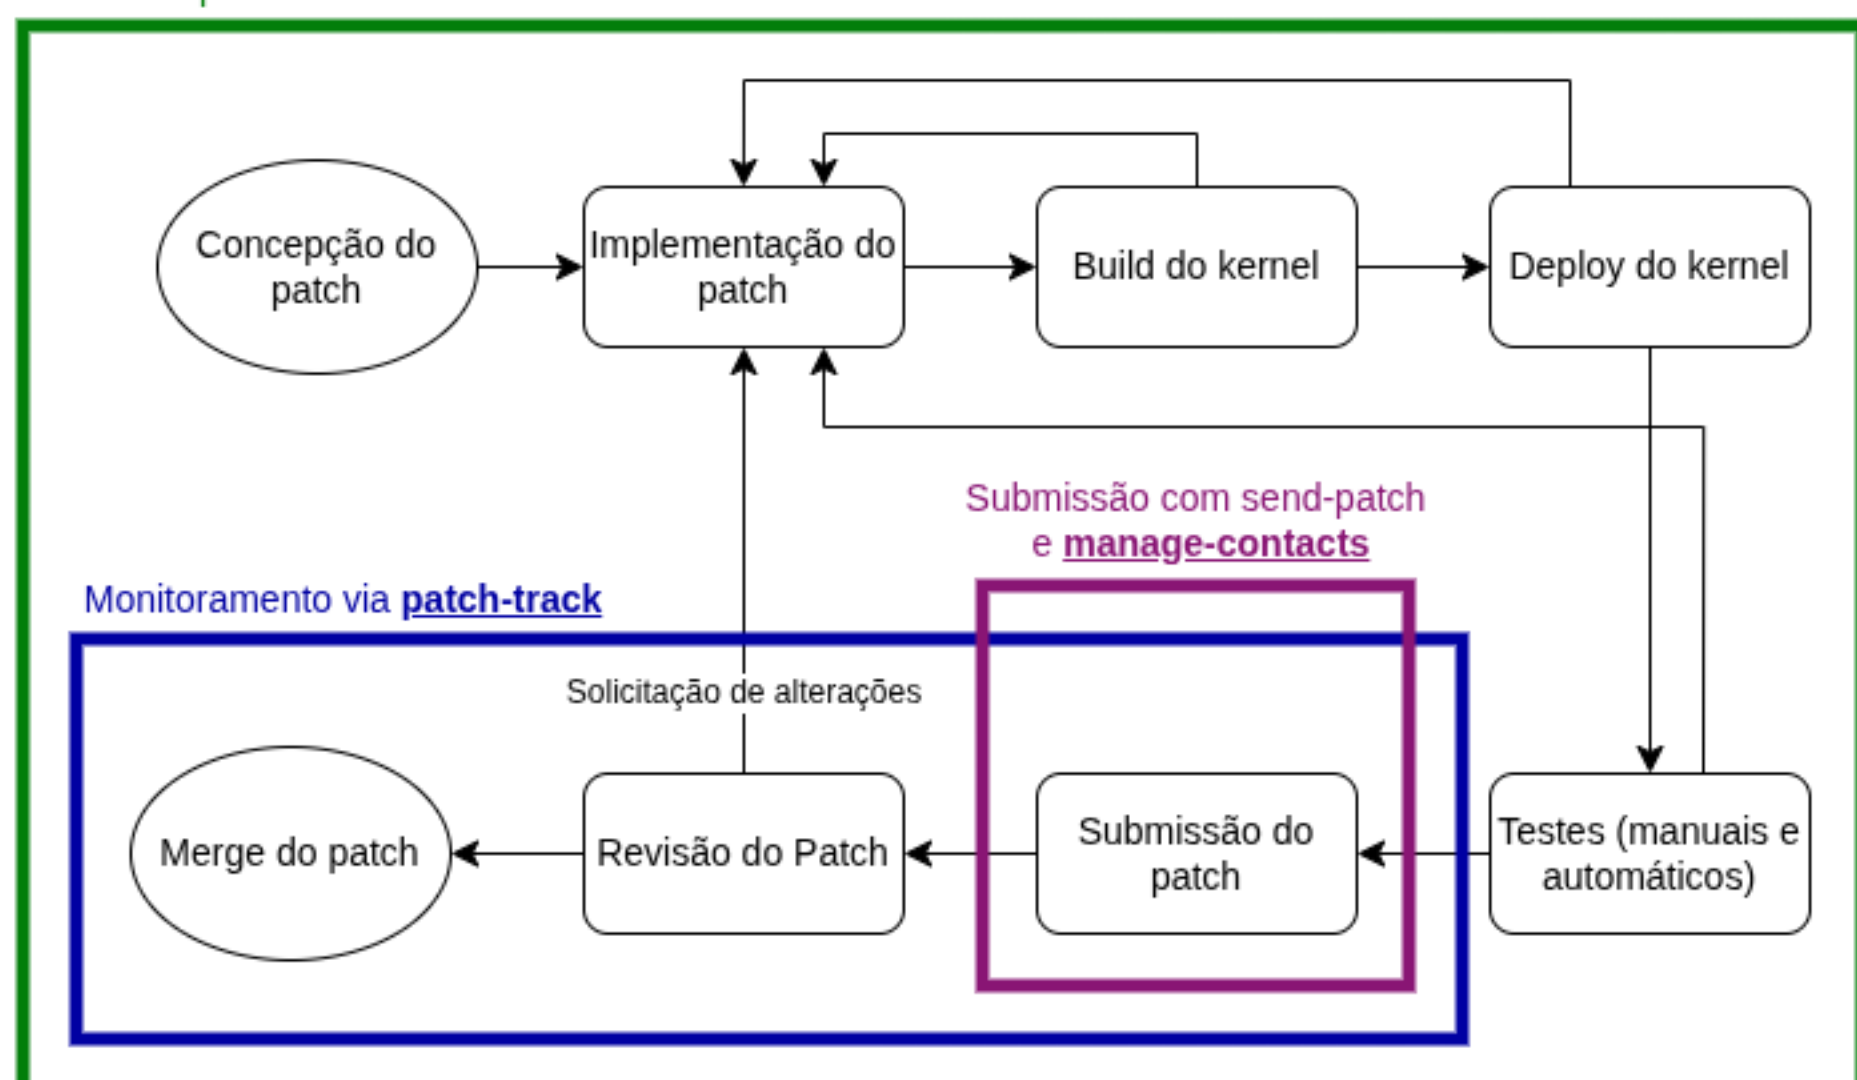 Concepção do
patch
Implementação do
patch
Build do kernel
Deploy do kernel
Submissão com send-patch
e manage-contacts
Monitoramento via patch-track
Solicitação de alterações
Merge do patch
Revisão do Patch
Submissão do
patch
Testes (manuais e
automáticos)